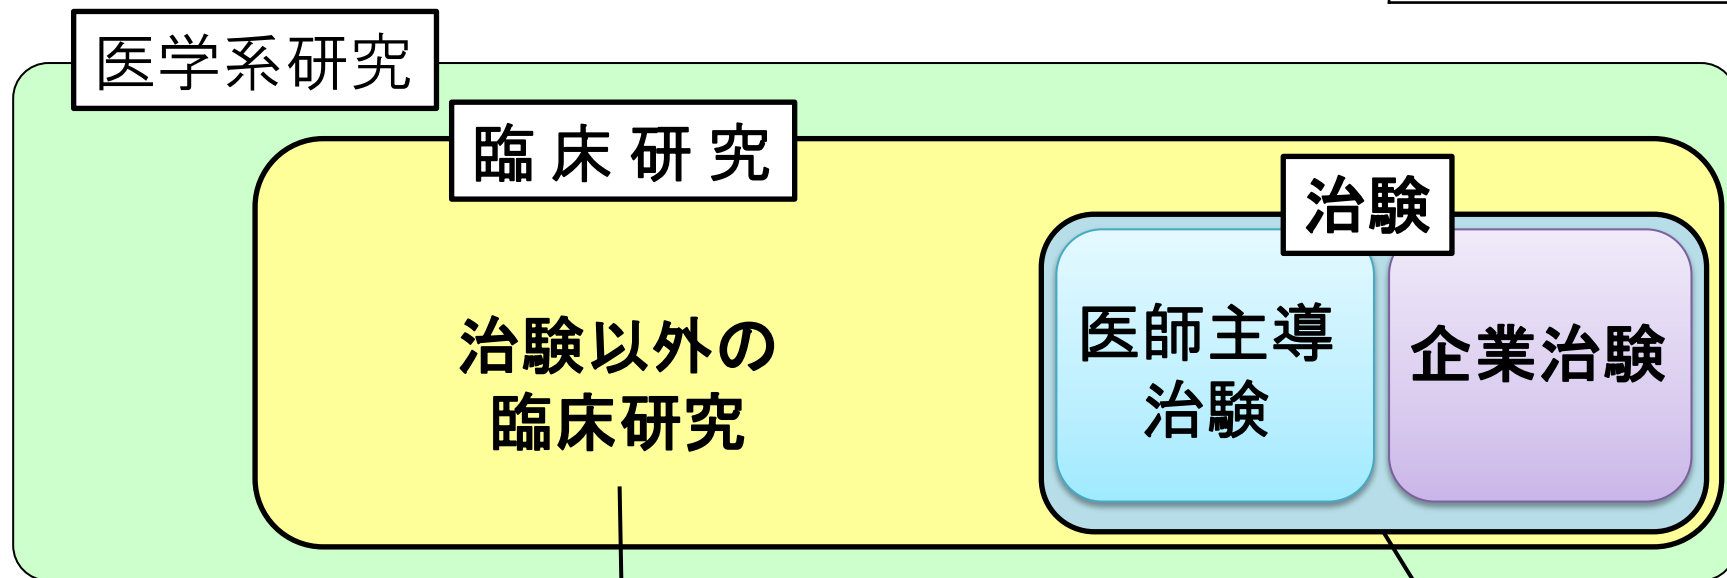 医学系研究
臨床研究
治験
治験以外の
臨床研究
医師主導
治験
企業治験